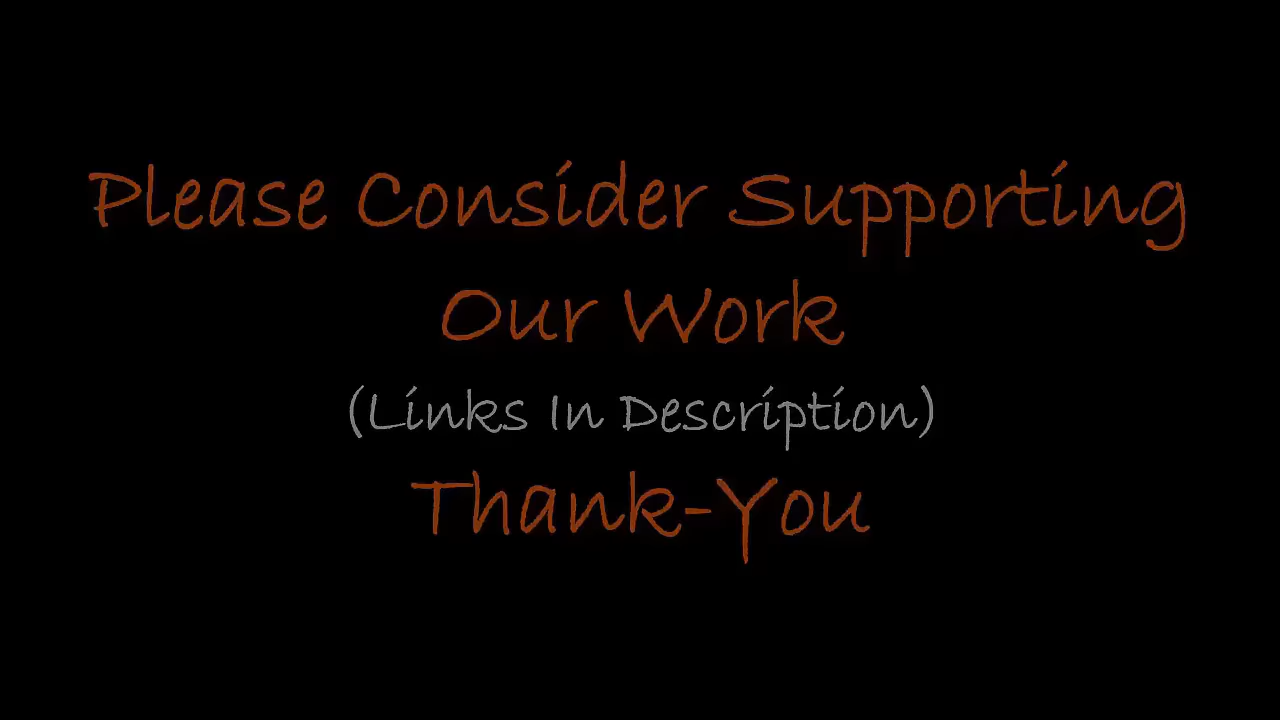 Please Consider Supporting
Our Work
(Links In Description)
Thank-You